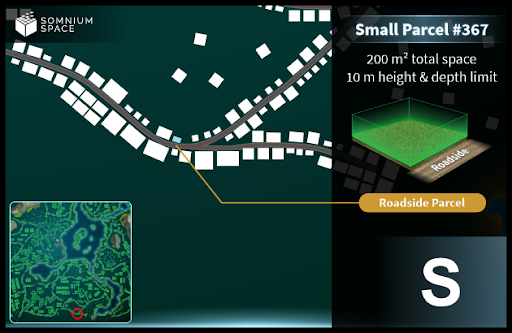 SOMNIUM
SPACE
Small Parcel #367
200 m² total space
10 m height & depth limit
Roadside
Roadside Parcel
S